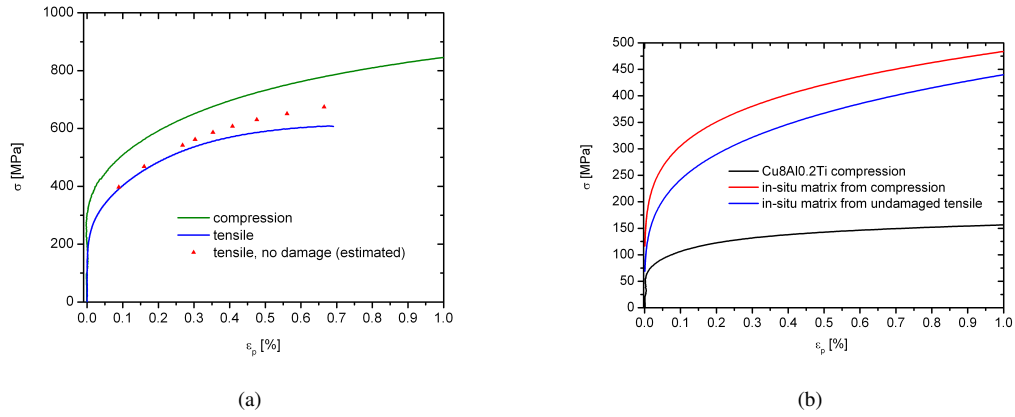 1000
800
600
400
200
0
σ [MPa]
compression
tensile
tensile, no damage (estimated)
0.0 0.1 0.2 0.3 0.4 0.5 0.6 0.7 0.8 0.9 1.0
εp [%]
(a)
500
450
400
350
300
250
200
150
100
50
0
σ [MPa]
Cu8Al0.2Ti compression
in-situ matrix from compression
in-situ matrix from undamaged tensile
0.0 0.1 0.2 0.3 0.4 0.5 0.6 0.7 0.8 0.9 1.0
εp [%]
(b)